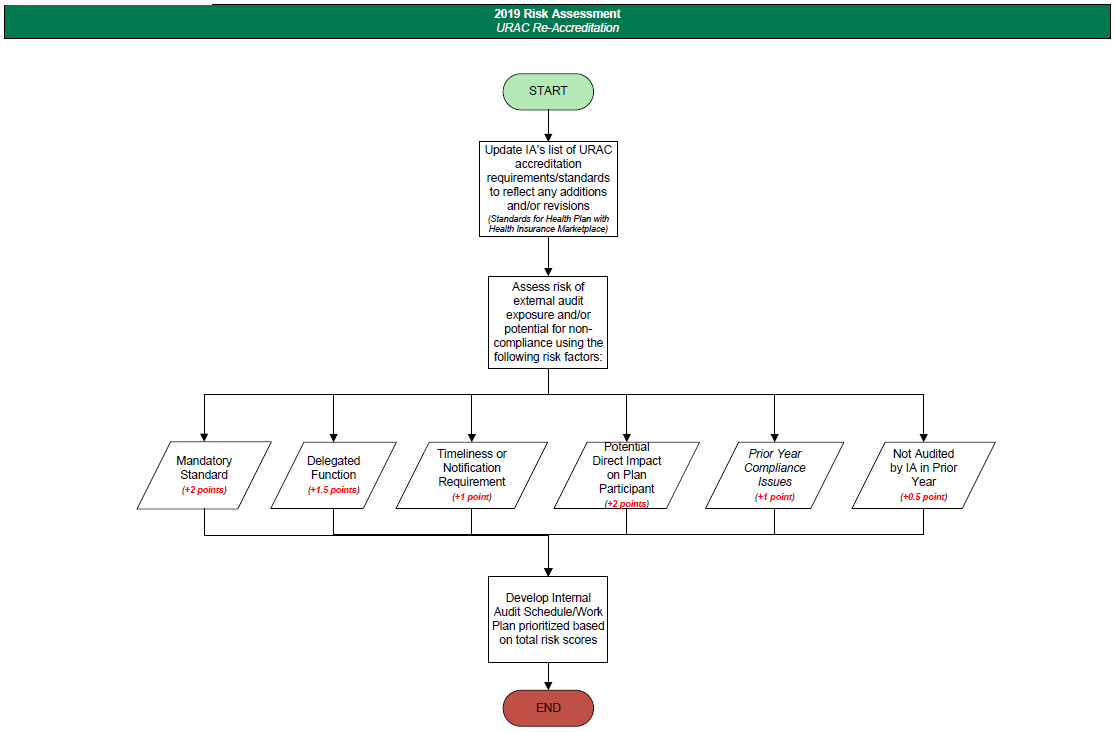 2019 Risk Assessment
URAC Re-Accreditation
START
Update IA's list of URAC
accreditation
requirements/standards
to reflect any additions
and/or revisions
(Standards for Health Plan with
Health Insurance Marketplace)
Assess risk of
external audit
exposure and/or
potential for non-
compliance using the
following risk factors:
Mandatory
Standard
(+2 points)
Delegated
Function
(+1.5 points)
Timeliness or
Notification
Requirement
(+1 point)
Potential
Direct Impact
on Plan
Participant
(+2 points)
Prior Year
Compliance
Issues
(+1 point)
Not Audited
by IA in Prior
Year
(+0.5 point)
Develop Internal
Audit Schedule/Work
Plan prioritized based
on total risk scores
END